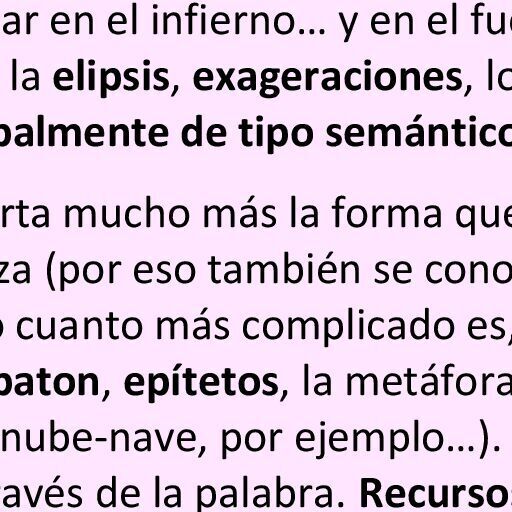 ar en el infierno… y en el fu
la elipsis, exageraciones, lo
palmente de tipo semántico
rta mucho más la forma que
za (por eso también se cono
o cuanto más complicado es,
baton, epítetos, la metáfora
nube-nave, por ejemplo…).
ravés de la palabra. Recursos